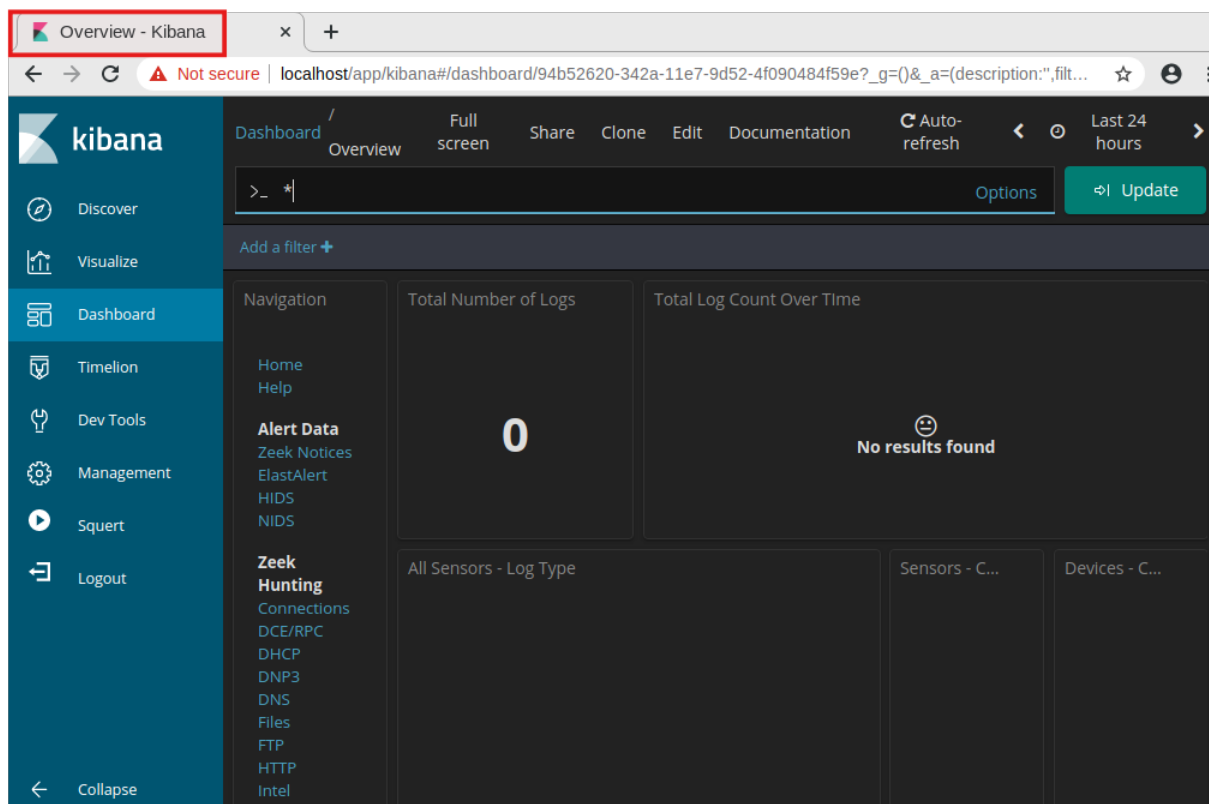 Overview - Kibana
Not secure | localhost/app/kibana#/dashboard/94b52620-342a-11e7-9d52-4f090484f59e?_g=()&_a=(description:'',filt...
kibana
Discover
Visualize
Dashboard
Timelion
Dev Tools
Management
Squert
Logout
Collapse
Dashboard / Overview
Full screen
Share
Clone
Edit
Documentation
Auto-refresh
Last 24 hours
>_ *
Options
Update
Add a filter +
Navigation
Home
Help
Alert Data
Zeek Notices
ElastAlert
HIDS
NIDS
Zeek
Hunting
Connections
DCE/RPC
DHCP
DNP3
DNS
Files
FTP
HTTP
Intel
Total Number of Logs
0
Total Log Count Over TIme
No results found
All Sensors - Log Type
Sensors - C...
Devices - C...